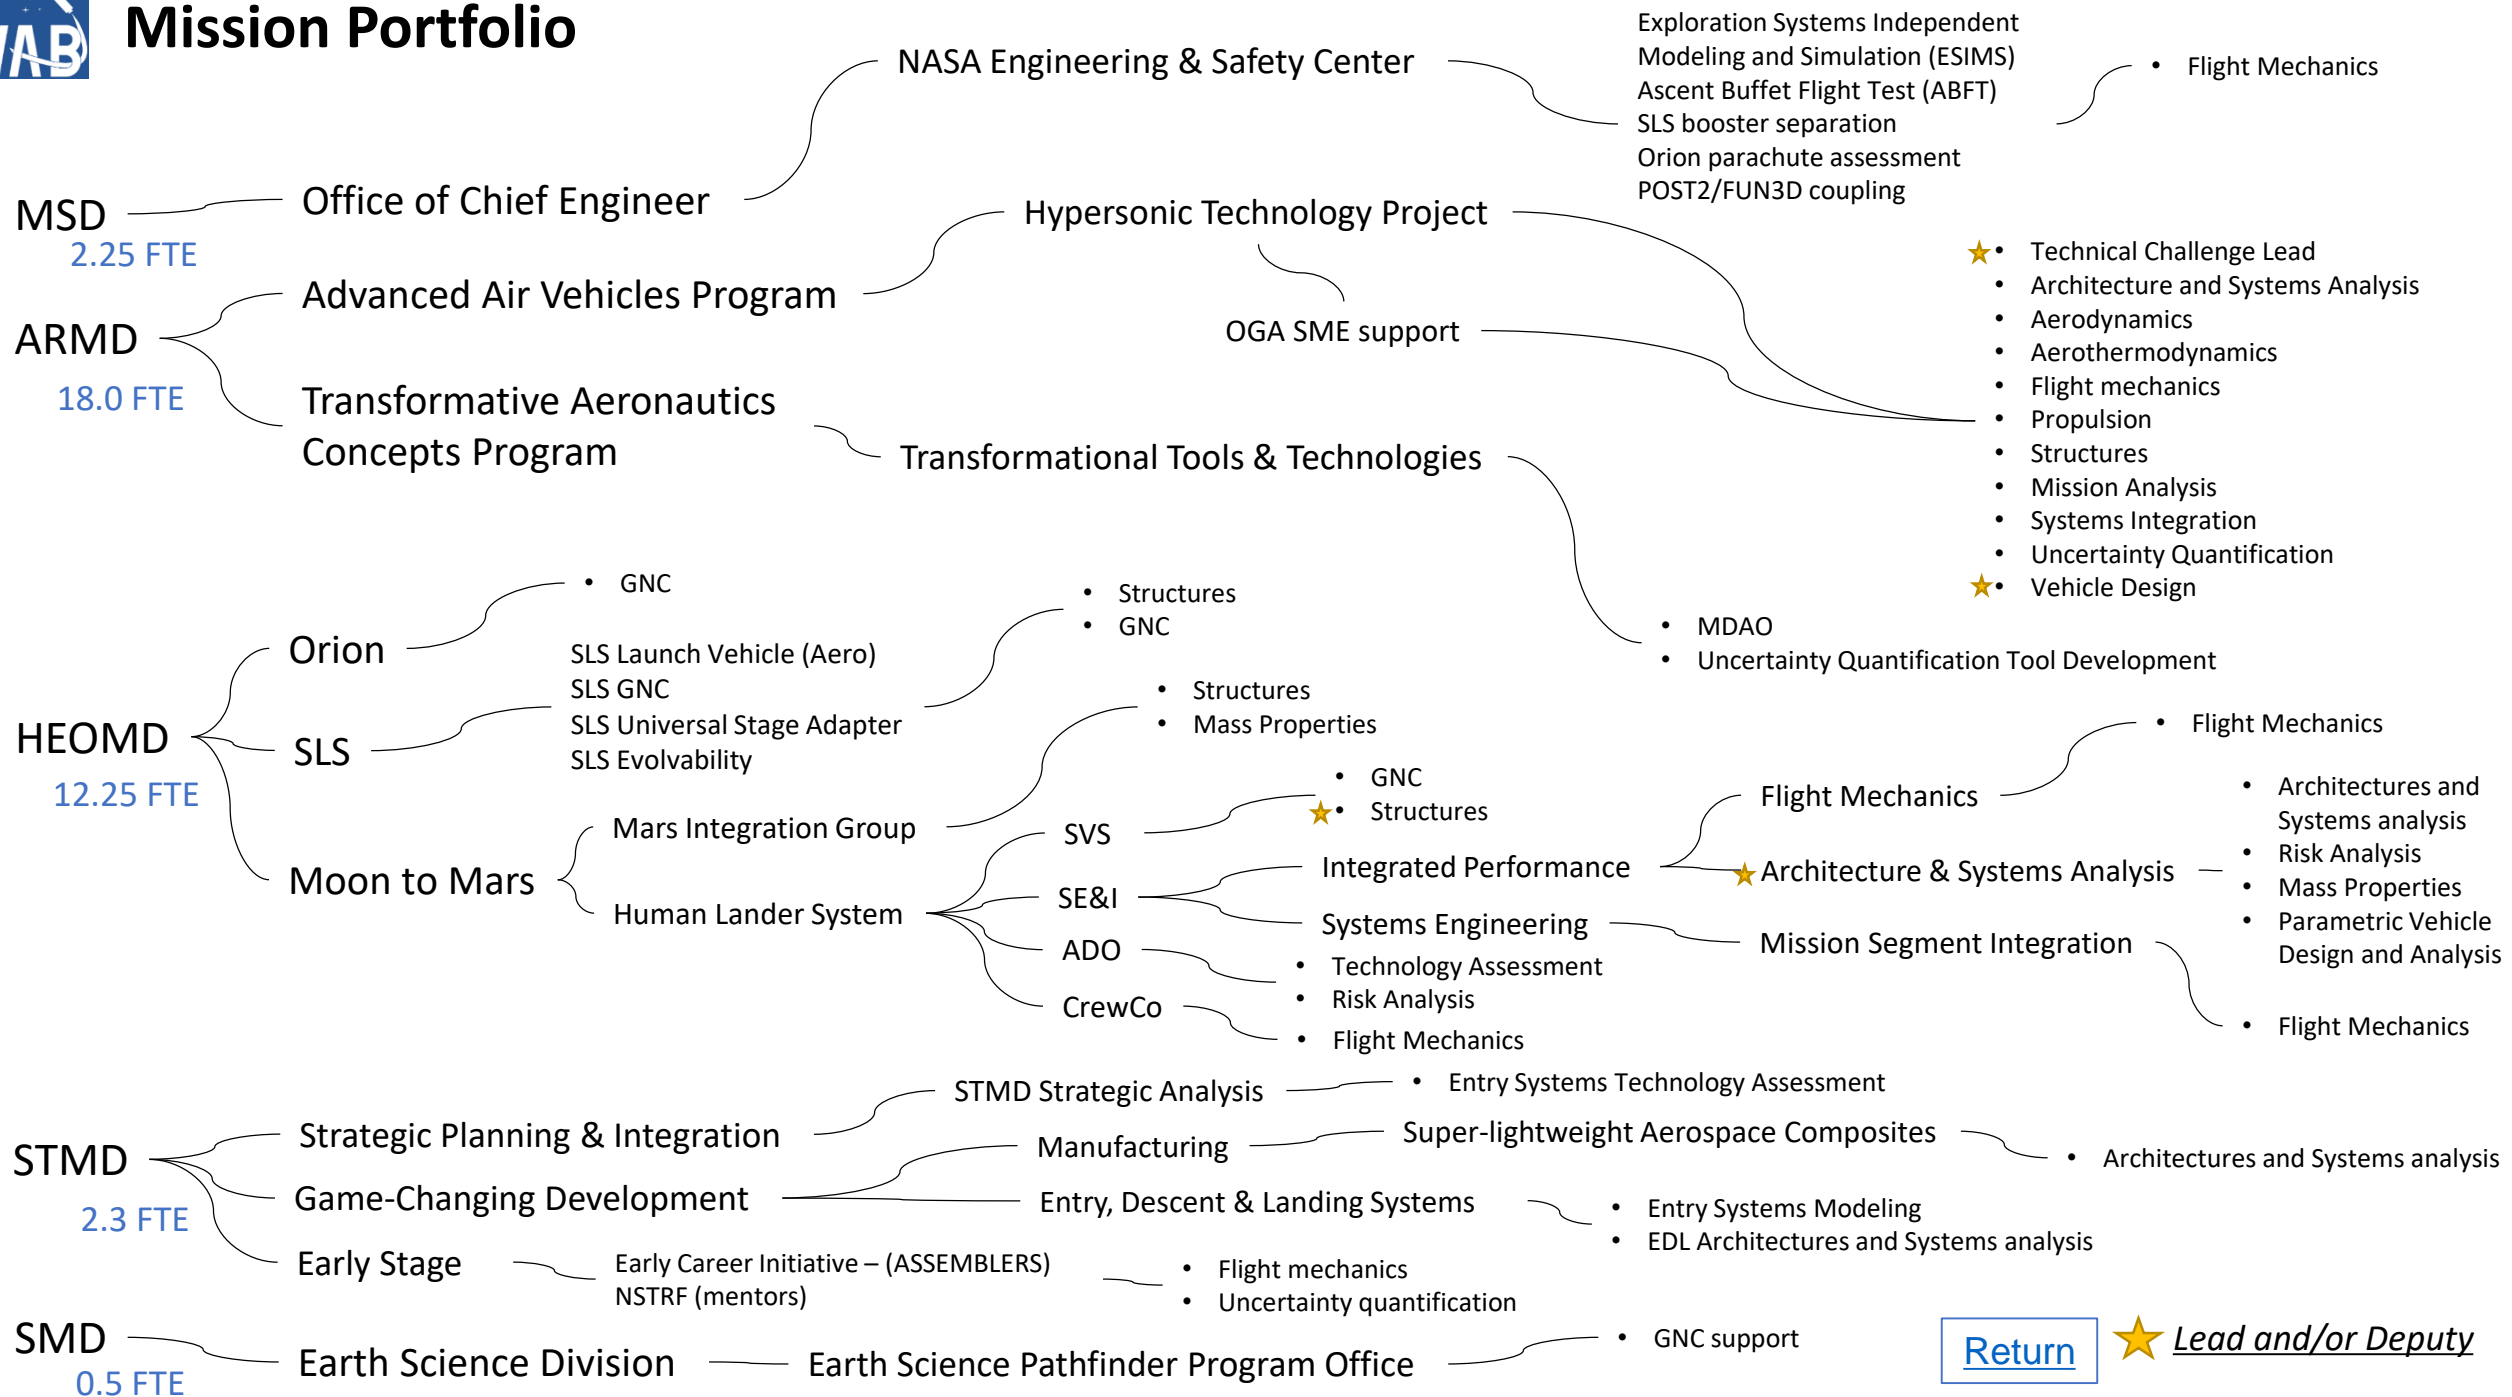 VAB
Mission Portfolio
MSD
2.25 FTE
Office of Chief Engineer
NASA Engineering & Safety Center
Exploration Systems Independent
Modeling and Simulation (ESIMS)
Ascent Buffet Flight Test (ABFT)
SLS booster separation
Orion parachute assessment
POST2/FUN3D coupling
• Flight Mechanics
ARMD
18.0 FTE
Advanced Air Vehicles Program
Hypersonic Technology Project
OGA SME support
• Technical Challenge Lead
• Architecture and Systems Analysis
• Aerodynamics
• Aerothermodynamics
• Flight mechanics
• Propulsion
• Structures
• Mission Analysis
• Systems Integration
• Uncertainty Quantification
• Vehicle Design
Transformative Aeronautics
Concepts Program
Transformational Tools & Technologies
• MDAO
• Uncertainty Quantification Tool Development
HEOMD
12.25 FTE
Orion
• GNC
SLS
SLS Launch Vehicle (Aero)
SLS GNC
SLS Universal Stage Adapter
SLS Evolvability
• Structures
• GNC
Moon to Mars
Mars Integration Group
• Structures
• Mass Properties
Human Lander System
SVS
• GNC
• Structures
SE&I
Integrated Performance
Flight Mechanics
• Flight Mechanics
Architecture & Systems Analysis
• Architectures and
Systems analysis
• Risk Analysis
• Mass Properties
• Parametric Vehicle
Design and Analysis
Systems Engineering
Mission Segment Integration
• Flight Mechanics
ADO
• Technology Assessment
• Risk Analysis
CrewCo
• Flight Mechanics
STMD
2.3 FTE
Strategic Planning & Integration
STMD Strategic Analysis
• Entry Systems Technology Assessment
Game-Changing Development
Manufacturing
Super-lightweight Aerospace Composites
• Architectures and Systems analysis
Entry, Descent & Landing Systems
• Entry Systems Modeling
• EDL Architectures and Systems analysis
Early Stage
Early Career Initiative – (ASSEMBLERS)
NSTRF (mentors)
• Flight mechanics
• Uncertainty quantification
SMD
0.5 FTE
Earth Science Division
Earth Science Pathfinder Program Office
• GNC support
Return
Lead and/or Deputy